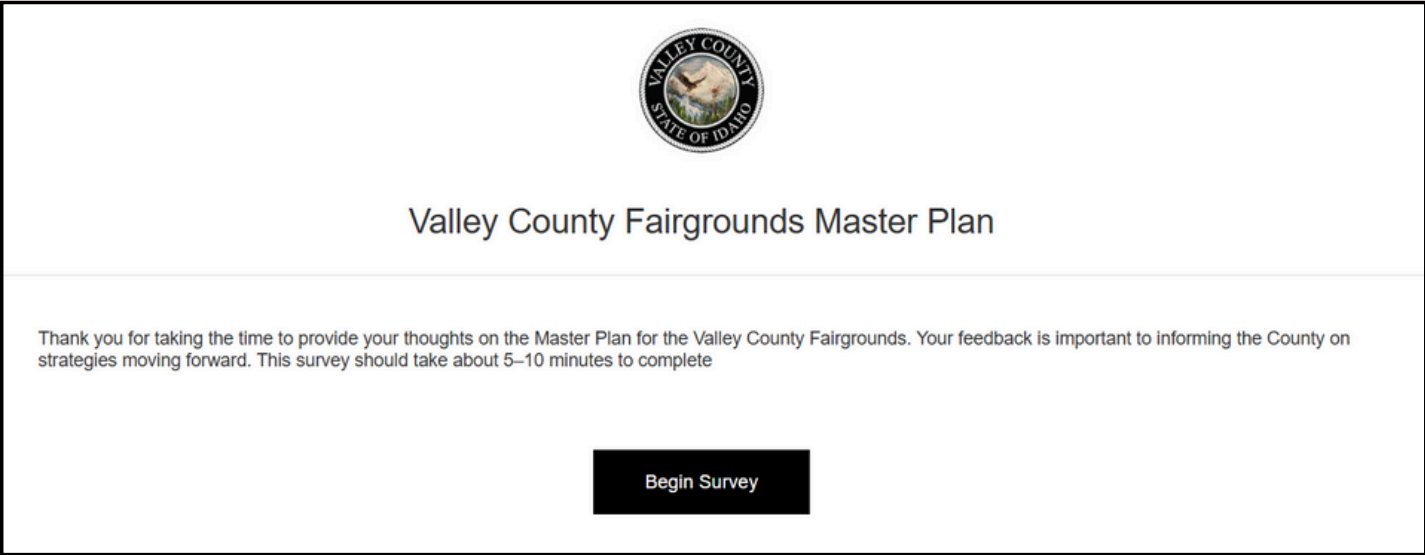 VALLEY COUNTY
STATE OF IDAHO
Valley County Fairgrounds Master Plan
Thank you for taking the time to provide your thoughts on the Master Plan for the Valley County Fairgrounds. Your feedback is important to informing the County on
strategies moving forward. This survey should take about 5–10 minutes to complete
Begin Survey